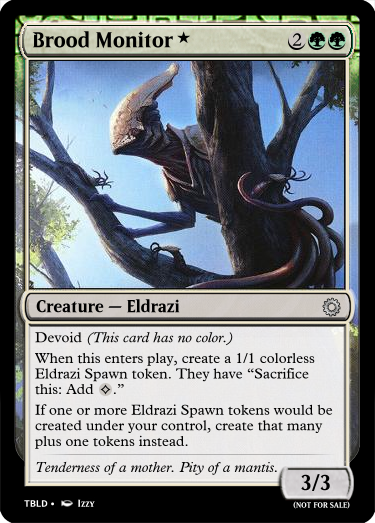 Brood Monitor★ 2
Creature — Eldrazi
Devoid (This card has no color.)
When this enters play, create a 1/1 colorless
Eldrazi Spawn token. They have “Sacrifice
this: Add ◇.”
If one or more Eldrazi Spawn tokens would be
created under your control, create that many
plus one tokens instead.
Tenderness of a mother. Pity of a mantis.
3/3
TBLD • Izzy
(NOT FOR SALE)